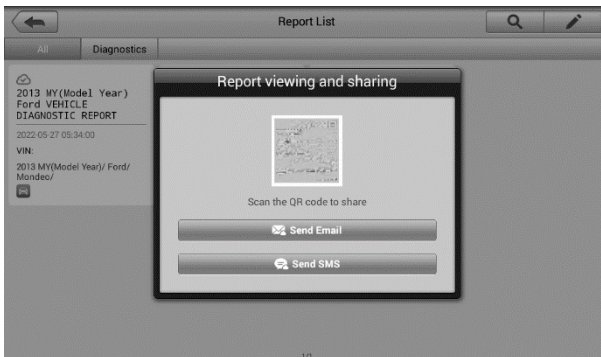 Report List
All
Diagnostics
2013 MY(Model Year)
Ford VEHICLE
DIAGNOSTIC REPORT
2022-05-27 05:34:00
VIN:
2013 MY(Model Year)/ Ford/
Mondeo/
Report viewing and sharing
Scan the QR code to share
Send Email
Send SMS